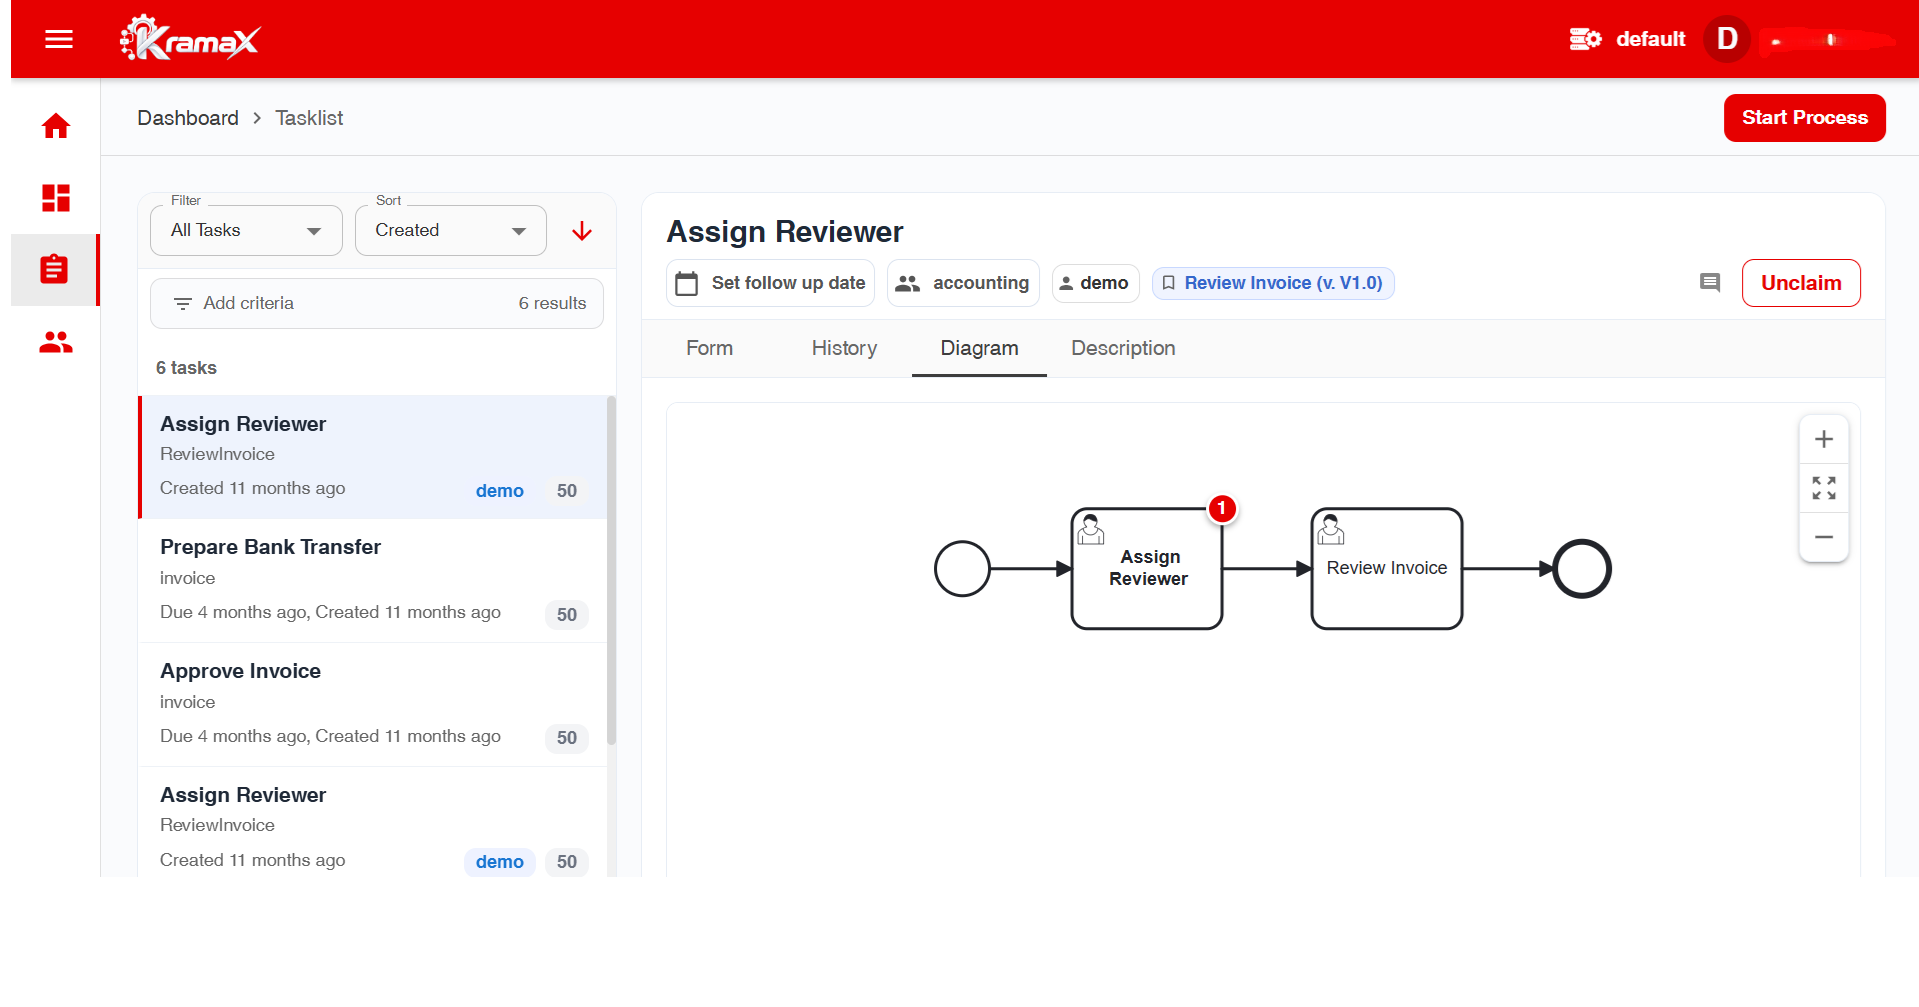 KramaX
default
D
Dashboard > Tasklist
Start Process
Filter
All Tasks
Sort
Created
Add criteria
6 results
6 tasks
Assign Reviewer
ReviewInvoice
Created 11 months ago
demo
50
Prepare Bank Transfer
invoice
Due 4 months ago, Created 11 months ago
50
Approve Invoice
invoice
Due 4 months ago, Created 11 months ago
50
Assign Reviewer
ReviewInvoice
Created 11 months ago
demo
50
Assign Reviewer
Set follow up date
accounting
demo
Review Invoice (v. V1.0)
Unclaim
Form
History
Diagram
Description
1
Assign
Reviewer
Review Invoice